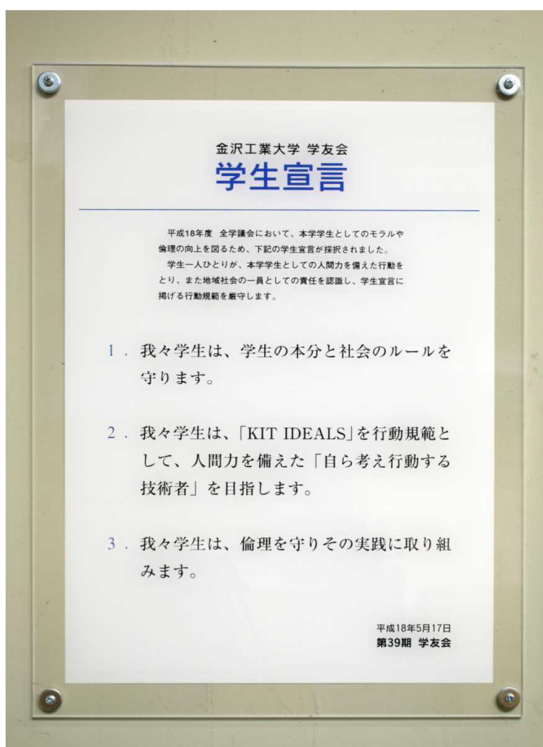 金沢工業大学 学友会
学生宣言
平成18年度 全学議会において、本学学生としてのモラルや
倫理の向上を図るため、下記の学生宣言が採択されました。
学生一人ひとりが、本学学生としての人間力を備えた行動を
とり、また地域社会の一員としての責任を認識し、学生宣言に
掲げる行動規範を厳守します。
1．我々学生は、学生の本分と社会のルールを
守ります。
2．我々学生は、「KIT IDEALS」を行動規範と
して、人間力を備えた「自ら考え行動する
技術者」を目指します。
3．我々学生は、倫理を守りその実践に取り組
みます。
平成18年5月17日
第39期 学友会